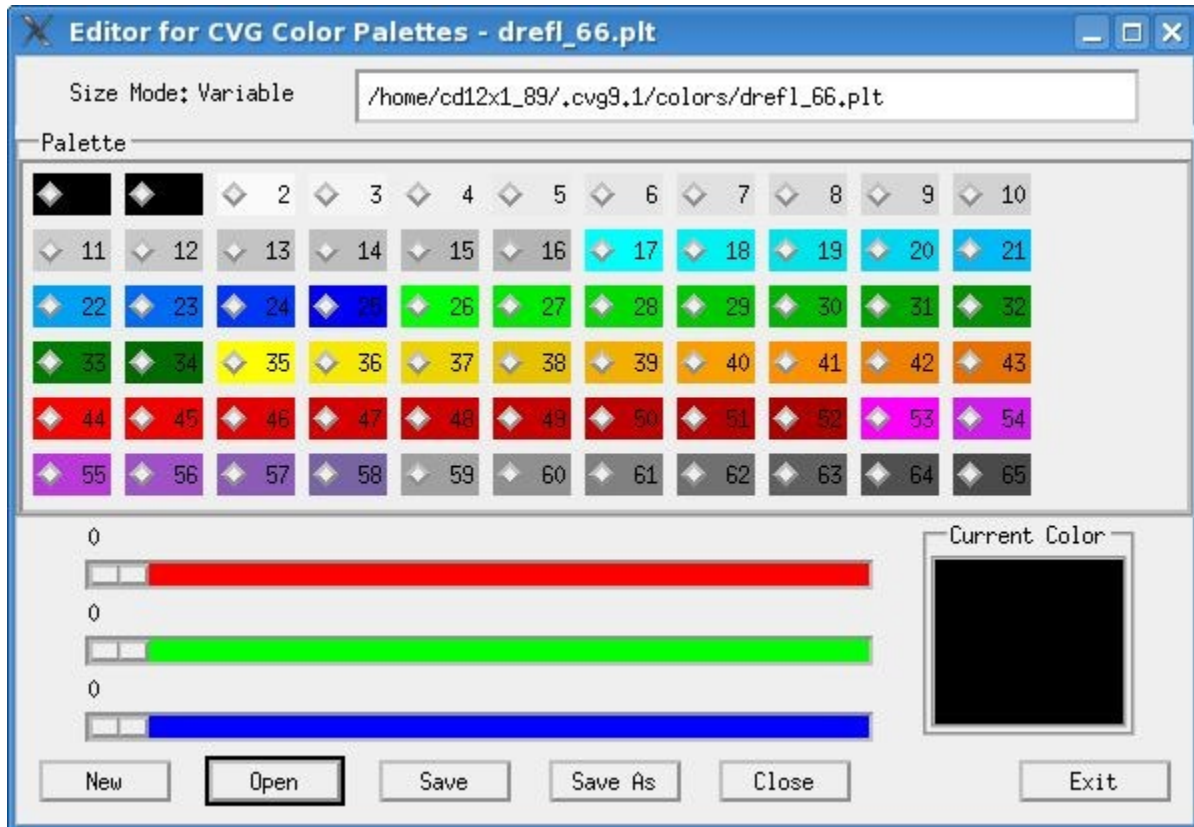 Editor for CVG Color Palettes - drefl_66.plt
Size Mode: Variable /home/cd12x1_89/.cvg9.1/colors/drefl_66.plt
Palette
2 3 4 5 6 7 8 9 10
11 12 13 14 15 16 17 18 19 20 21
22 23 24 25 26 27 28 29 30 31 32
33 34 35 36 37 38 39 40 41 42 43
44 45 46 47 48 49 50 51 52 53 54
55 56 57 58 59 60 61 62 63 64 65
0
Current Color
0
0
New Open Save Save As Close Exit